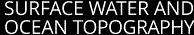 SURFACE WATER AND
OCEAN TOPOGRAPHY